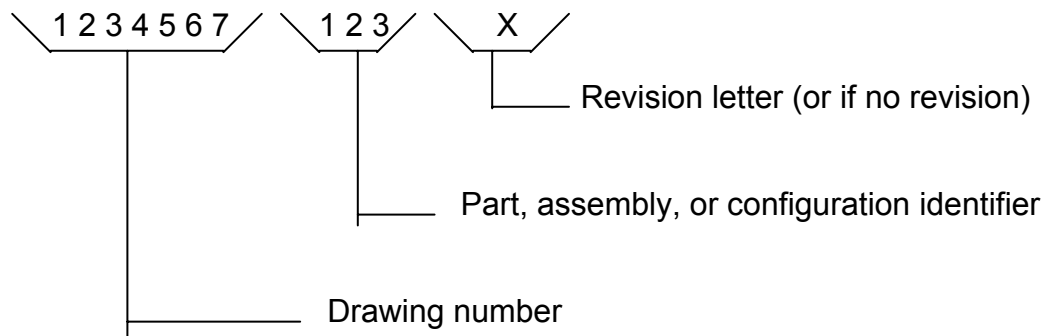 1 2 3 4 5 6 7 1 2 3 X
Revision letter (or if no revision)
Part, assembly, or configuration identifier
Drawing number